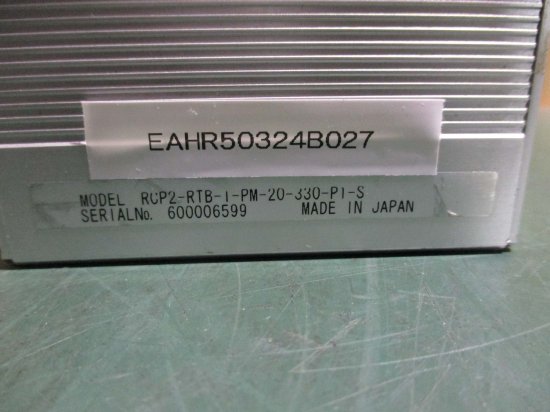 EAHR50324B027
MODEL RCP2-RTB-I-PM-20-330-P1-S
SERIALNo. 600006599 MADE IN JAPAN